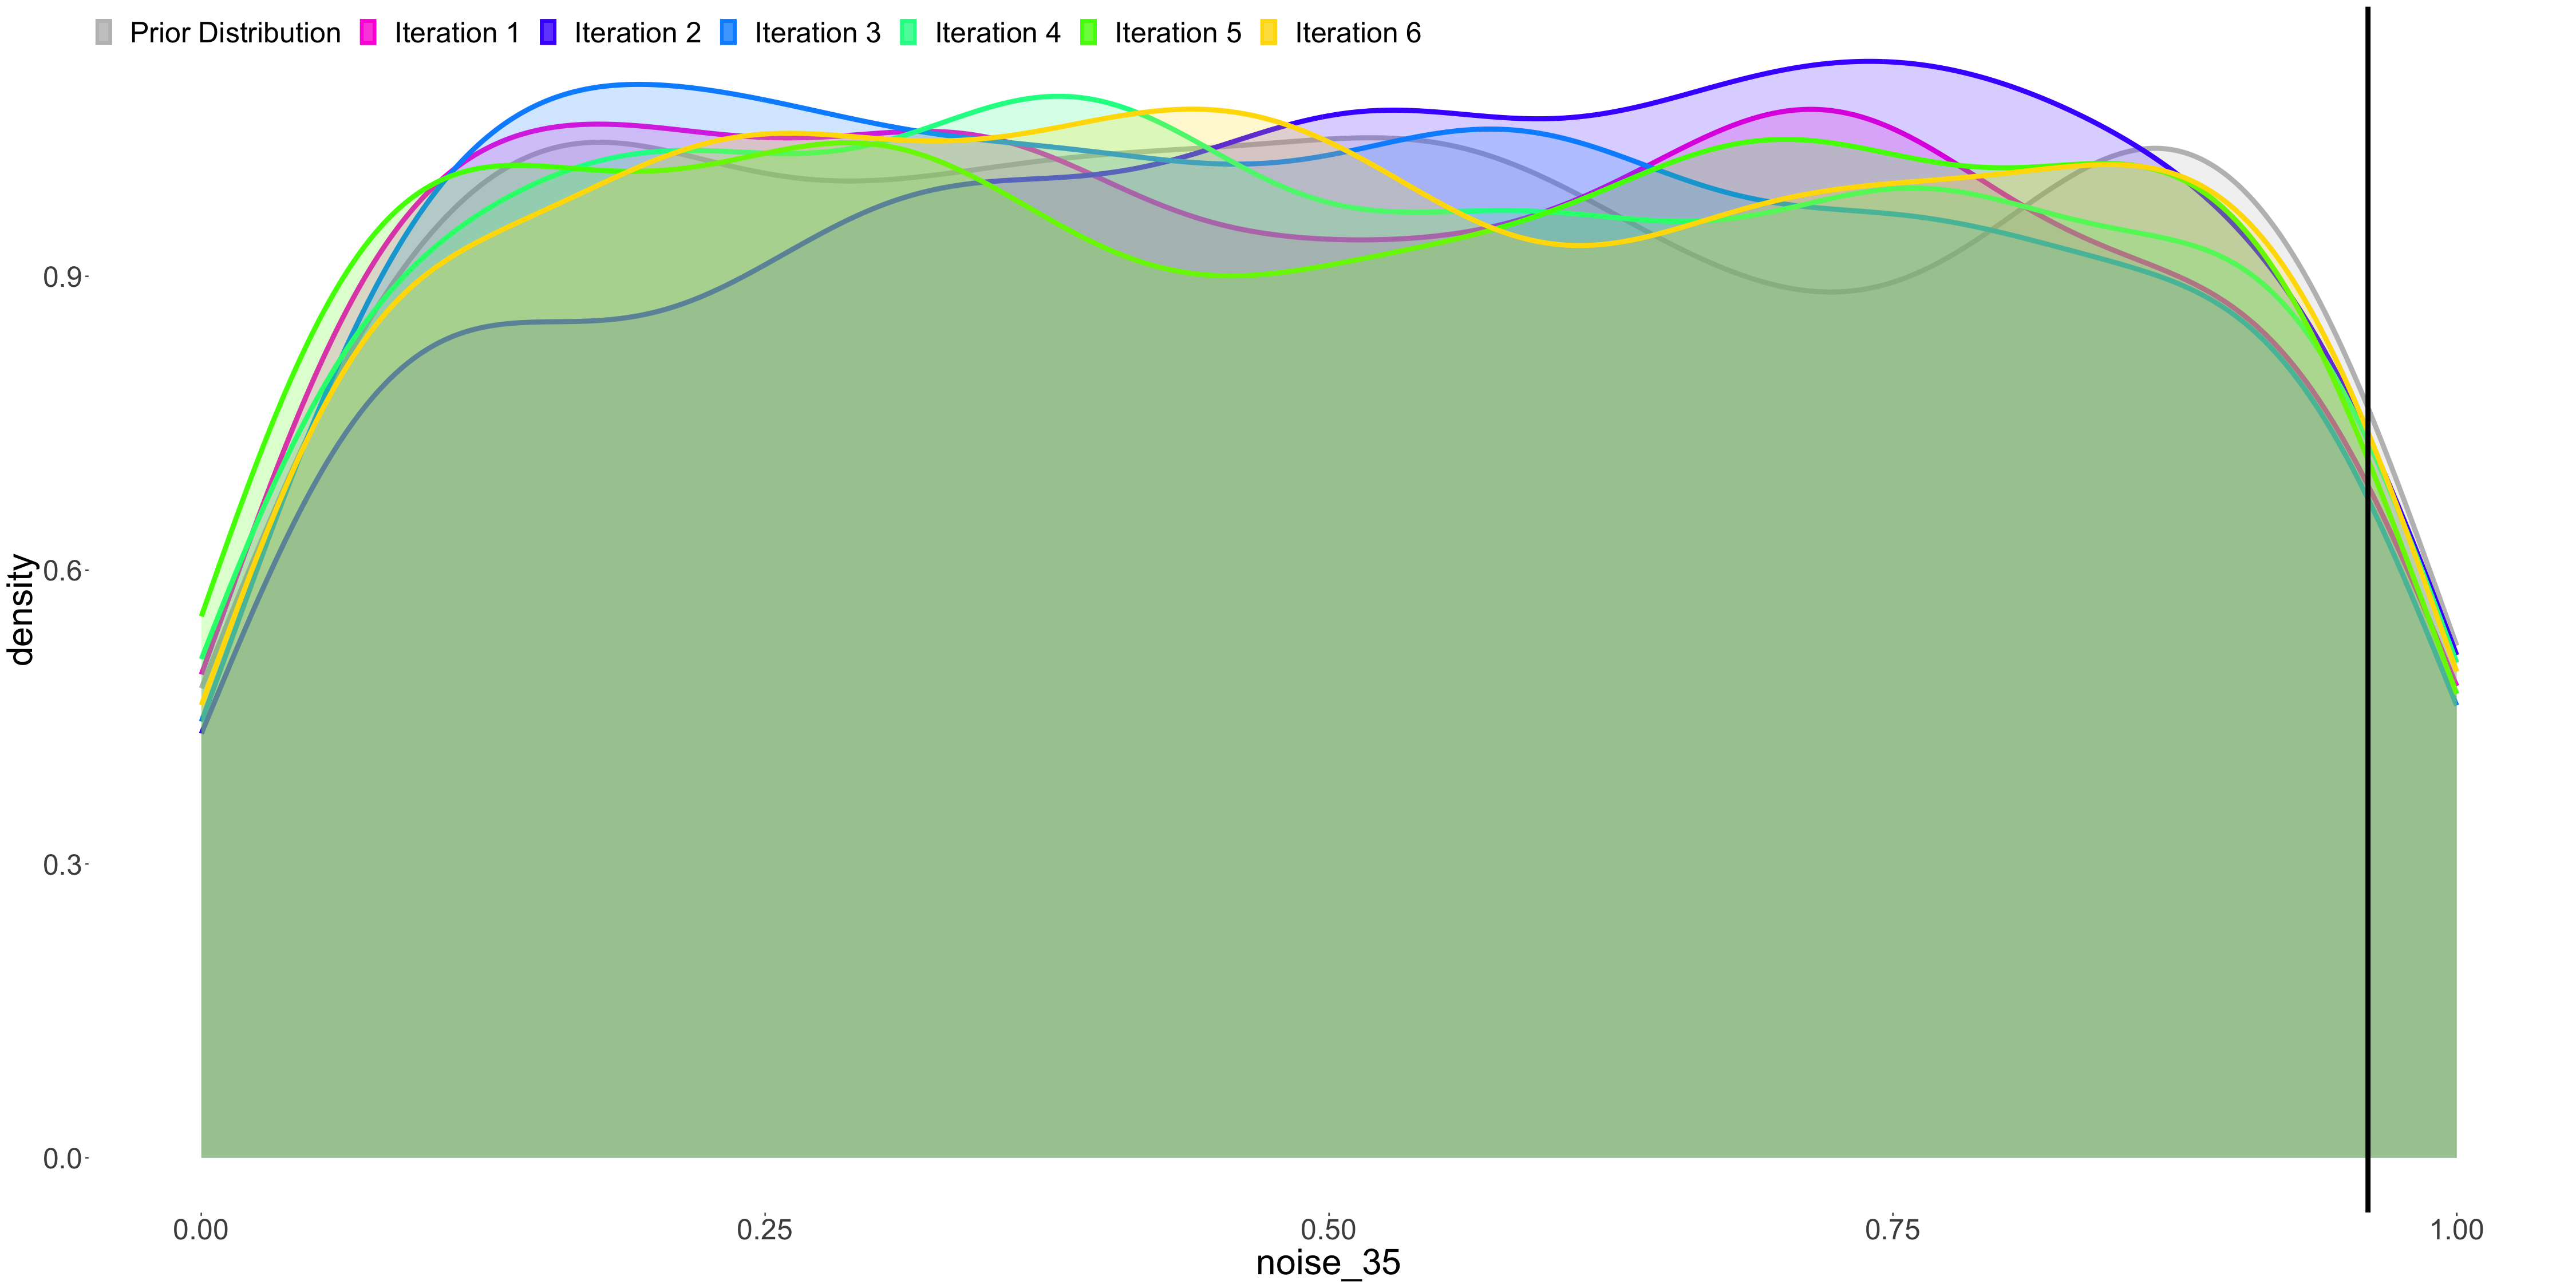 Prior Distribution Iteration 1 Iteration 2 Iteration 3 Iteration 4 Iteration 5 Iteration 6
density
0.9
0.6
0.3
0.0
0.00 0.25 0.50 0.75 1.00
noise_35